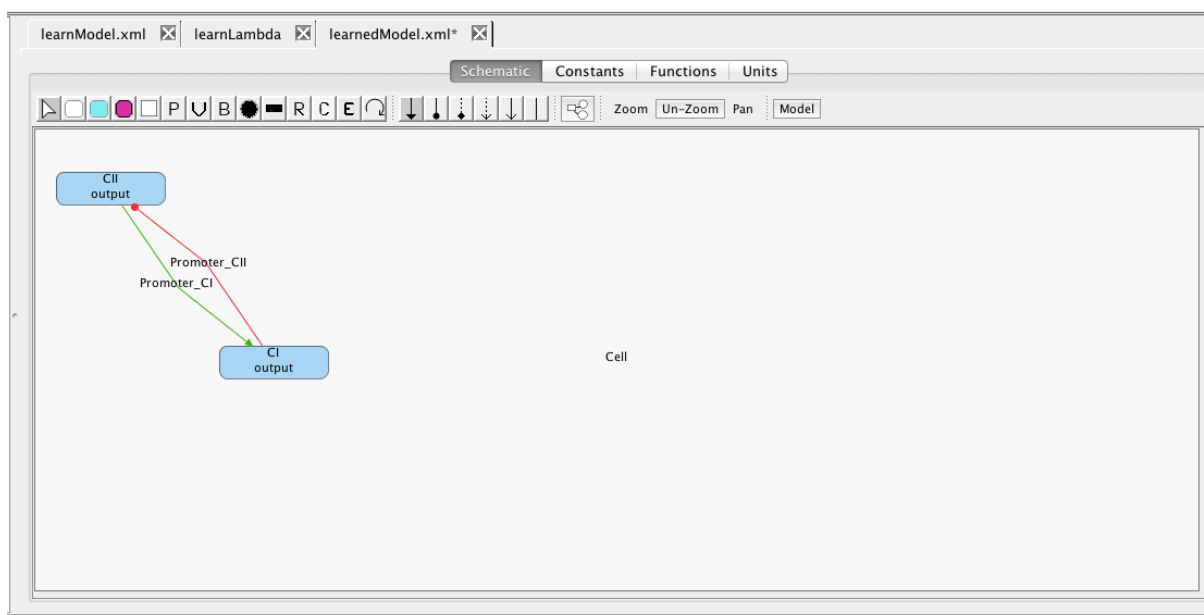 learnModel.xml learnLambda learnedModel.xml*
Schematic Constants Functions Units
P V B R C E Zoom Un-Zoom Pan Model
CII
output
Promoter_CII
Promoter_CI
CI
output
Cell